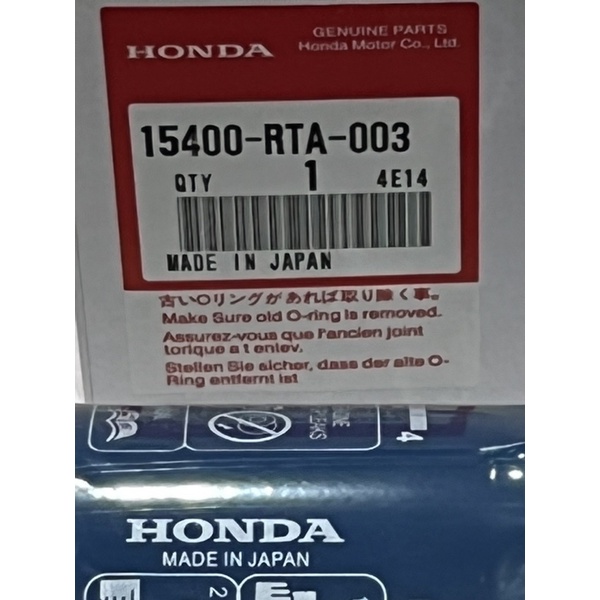 HONDA
GENUINE PARTS
Honda Motor Co., Ltd.
15400-RTA-003
QTY 1 4E14
MADE IN JAPAN
古いOリングがあれば取り除く事。
Make Sure old O-ring is removed.
Assurez-vous que l'ancien joint
torique a t enlev.
Stellen Sie sicher, dass der alte O-
Ring entfernt ist
4
HONDA
MADE IN JAPAN
2